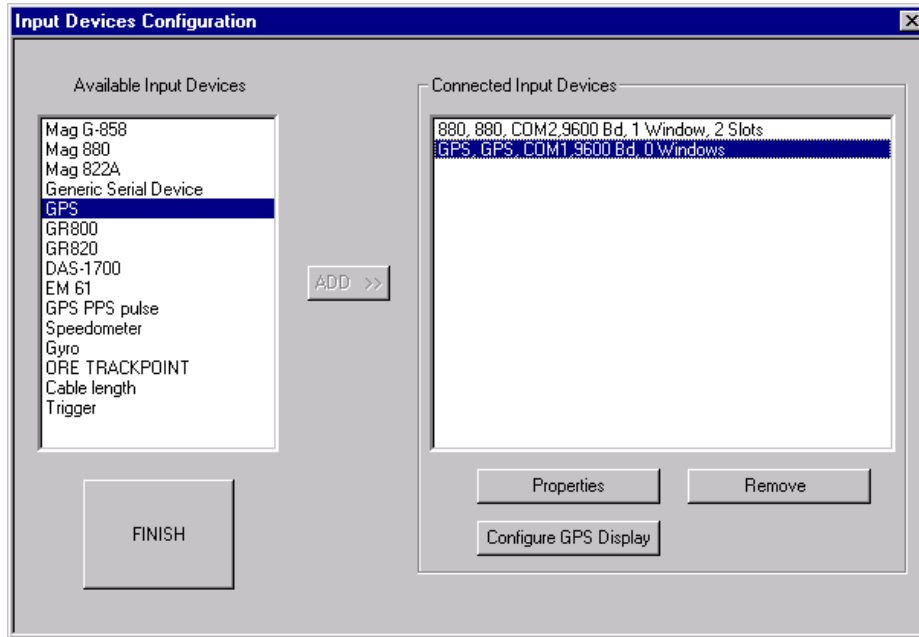 Input Devices Configuration
Available Input Devices
Mag G-858
Mag 880
Mag 822A
Generic Serial Device
GPS
GR800
GR820
DAS-1700
EM 61
GPS PPS pulse
Speedometer
Gyro
ORE TRACKPOINT
Cable length
Trigger
ADD >>
FINISH
Connected Input Devices
880, 880, COM2,9600 Bd, 1 Window, 2 Slots
GPS, GPS, COM1,9600 Bd, 0 Windows
Properties
Remove
Configure GPS Display